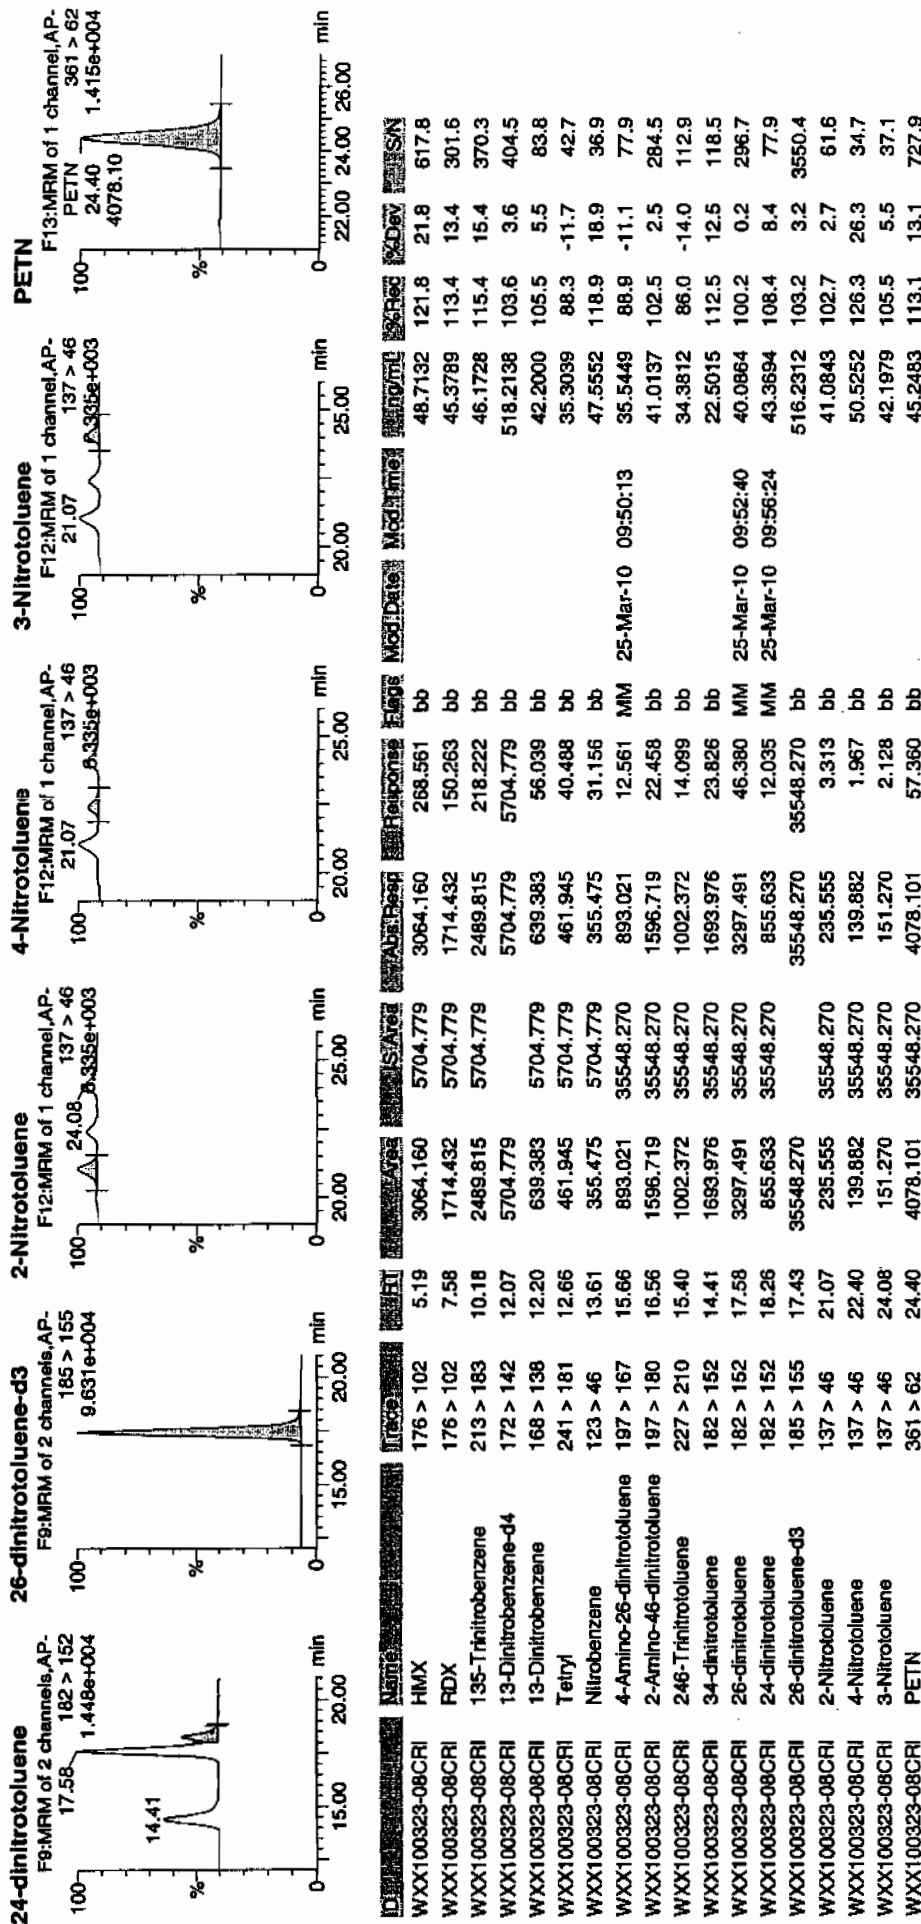 24-dinitrotoluene
F9:MRM of 2 channels,AP-
182 > 152
1.448e+004
17.58
14.41
100
%
0
15.00 20.00 min
26-dinitrotoluene-d3
F9:MRM of 2 channels,AP-
185 > 155
9.631e+004
100
%
0
15.00 20.00 min
2-Nitrotoluene
F12:MRM of 1 channel,AP-
137 > 46
24.08 6.335e+003
100
%
0
20.00 25.00 min
4-Nitrotoluene
F12:MRM of 1 channel,AP-
21.07 137 > 46
6.335e+003
100
%
0
20.00 25.00 min
3-Nitrotoluene
F12:MRM of 1 channel,AP-
21.07 137 > 46
6.335e+003
100
%
0
20.00 25.00 min
PETN
F13:MRM of 1 channel,AP-
PETN 361 > 62
24.40 1.415e+004
4078.10
100
%
0
22.00 24.00 26.00 min
ID Name Trace RT Area IS Area Abs.Resp Response Flags Mod.Date Mod.Time ng/mL %Rec %Dev S/N
WXX100323-08CRI HMX 176 > 102 5.19 3064.160 5704.779 3064.160 268.561 bb 48.7132 121.8 21.8 617.8
WXX100323-08CRI RDX 176 > 102 7.58 1714.432 5704.779 1714.432 150.263 bb 45.3789 113.4 13.4 301.6
WXX100323-08CRI 135-Trinitrobenzene 213 > 183 10.18 2489.815 5704.779 2489.815 218.222 bb 46.1728 115.4 15.4 370.3
WXX100323-08CRI 13-Dinitrobenzene-d4 172 > 142 12.07 5704.779 5704.779 5704.779 bb 518.2138 103.6 3.6 404.5
WXX100323-08CRI 13-Dinitrobenzene 168 > 138 12.20 639.383 5704.779 639.383 56.039 bb 42.2000 105.5 5.5 83.8
WXX100323-08CRI Tetryl 241 > 181 12.66 461.945 5704.779 461.945 40.488 bb 35.3039 88.3 -11.7 42.7
WXX100323-08CRI Nitrobenzene 123 > 46 13.61 355.475 5704.779 355.475 31.156 bb 47.5552 118.9 18.9 36.9
WXX100323-08CRI 4-Amino-26-dinitrotoluene 197 > 167 15.66 893.021 35548.270 893.021 12.561 MM 25-Mar-10 09:50:13 35.5449 88.9 -11.1 77.9
WXX100323-08CRI 2-Amino-46-dinitrotoluene 197 > 180 16.56 1596.719 35548.270 1596.719 22.458 bb 41.0137 102.5 2.5 284.5
WXX100323-08CRI 246-Trinitrotoluene 227 > 210 15.40 1002.372 35548.270 1002.372 14.099 bb 34.3812 86.0 -14.0 112.9
WXX100323-08CRI 34-dinitrotoluene 182 > 152 14.41 1693.976 35548.270 1693.976 23.826 bb 22.5015 112.5 12.5 118.5
WXX100323-08CRI 26-dinitrotoluene 182 > 152 17.58 3297.491 35548.270 3297.491 46.380 MM 25-Mar-10 09:52:40 40.0864 100.2 0.2 296.7
WXX100323-08CRI 24-dinitrotoluene 182 > 152 18.26 855.633 35548.270 855.633 12.035 MM 25-Mar-10 09:56:24 43.3694 108.4 8.4 77.9
WXX100323-08CRI 26-dinitrotoluene-d3 185 > 155 17.43 35548.270 35548.270 35548.270 bb 516.2312 103.2 3.2 3550.4
WXX100323-08CRI 2-Nitrotoluene 137 > 46 21.07 235.555 35548.270 235.555 3.313 bb 41.0843 102.7 2.7 61.6
WXX100323-08CRI 4-Nitrotoluene 137 > 46 22.40 139.882 35548.270 139.882 1.967 bb 50.5252 126.3 26.3 34.7
WXX100323-08CRI 3-Nitrotoluene 137 > 46 24.08 151.270 35548.270 151.270 2.128 bb 42.1979 105.5 5.5 37.1
WXX100323-08CRI PETN 361 > 62 24.40 4078.101 35548.270 4078.101 57.360 bb 45.2483 113.1 13.1 727.9